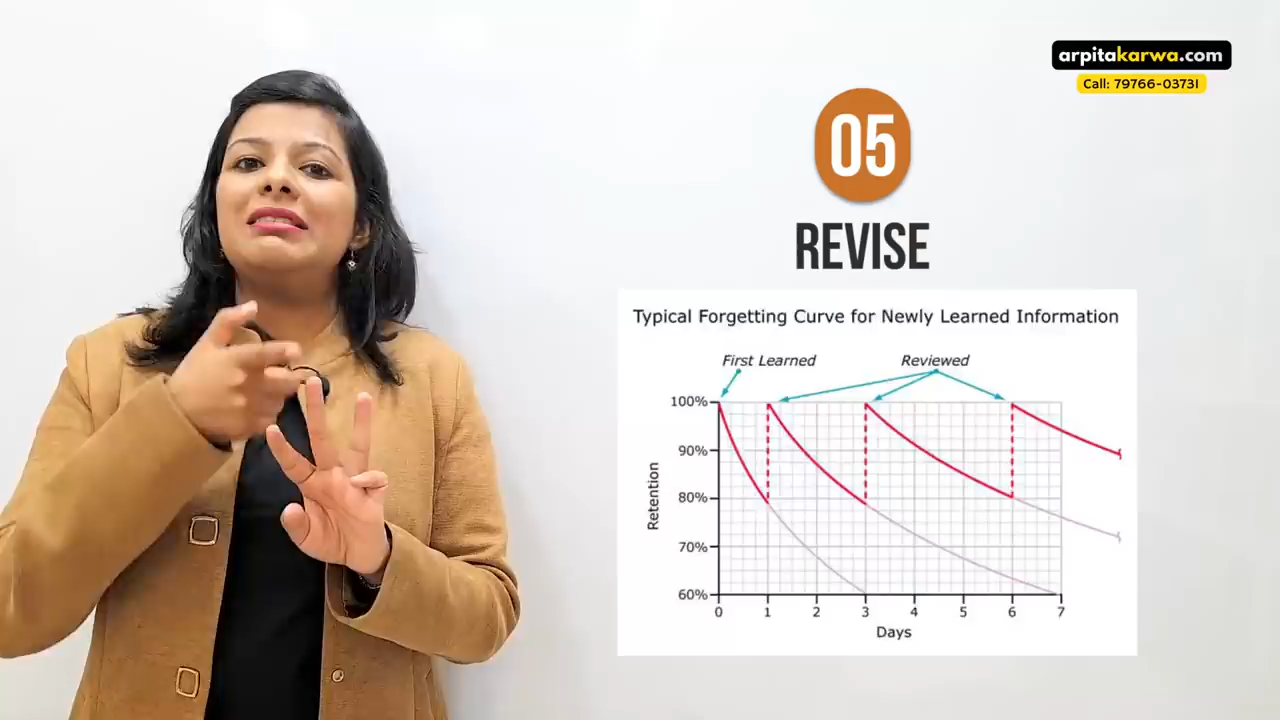 arpitakarwa.com
Call: 79766-03731
05
REVISE
Typical Forgetting Curve for Newly Learned Information
First Learned
Reviewed
100%
90%
80%
70%
60%
Retention
0 1 2 3 4 5 6 7
Days